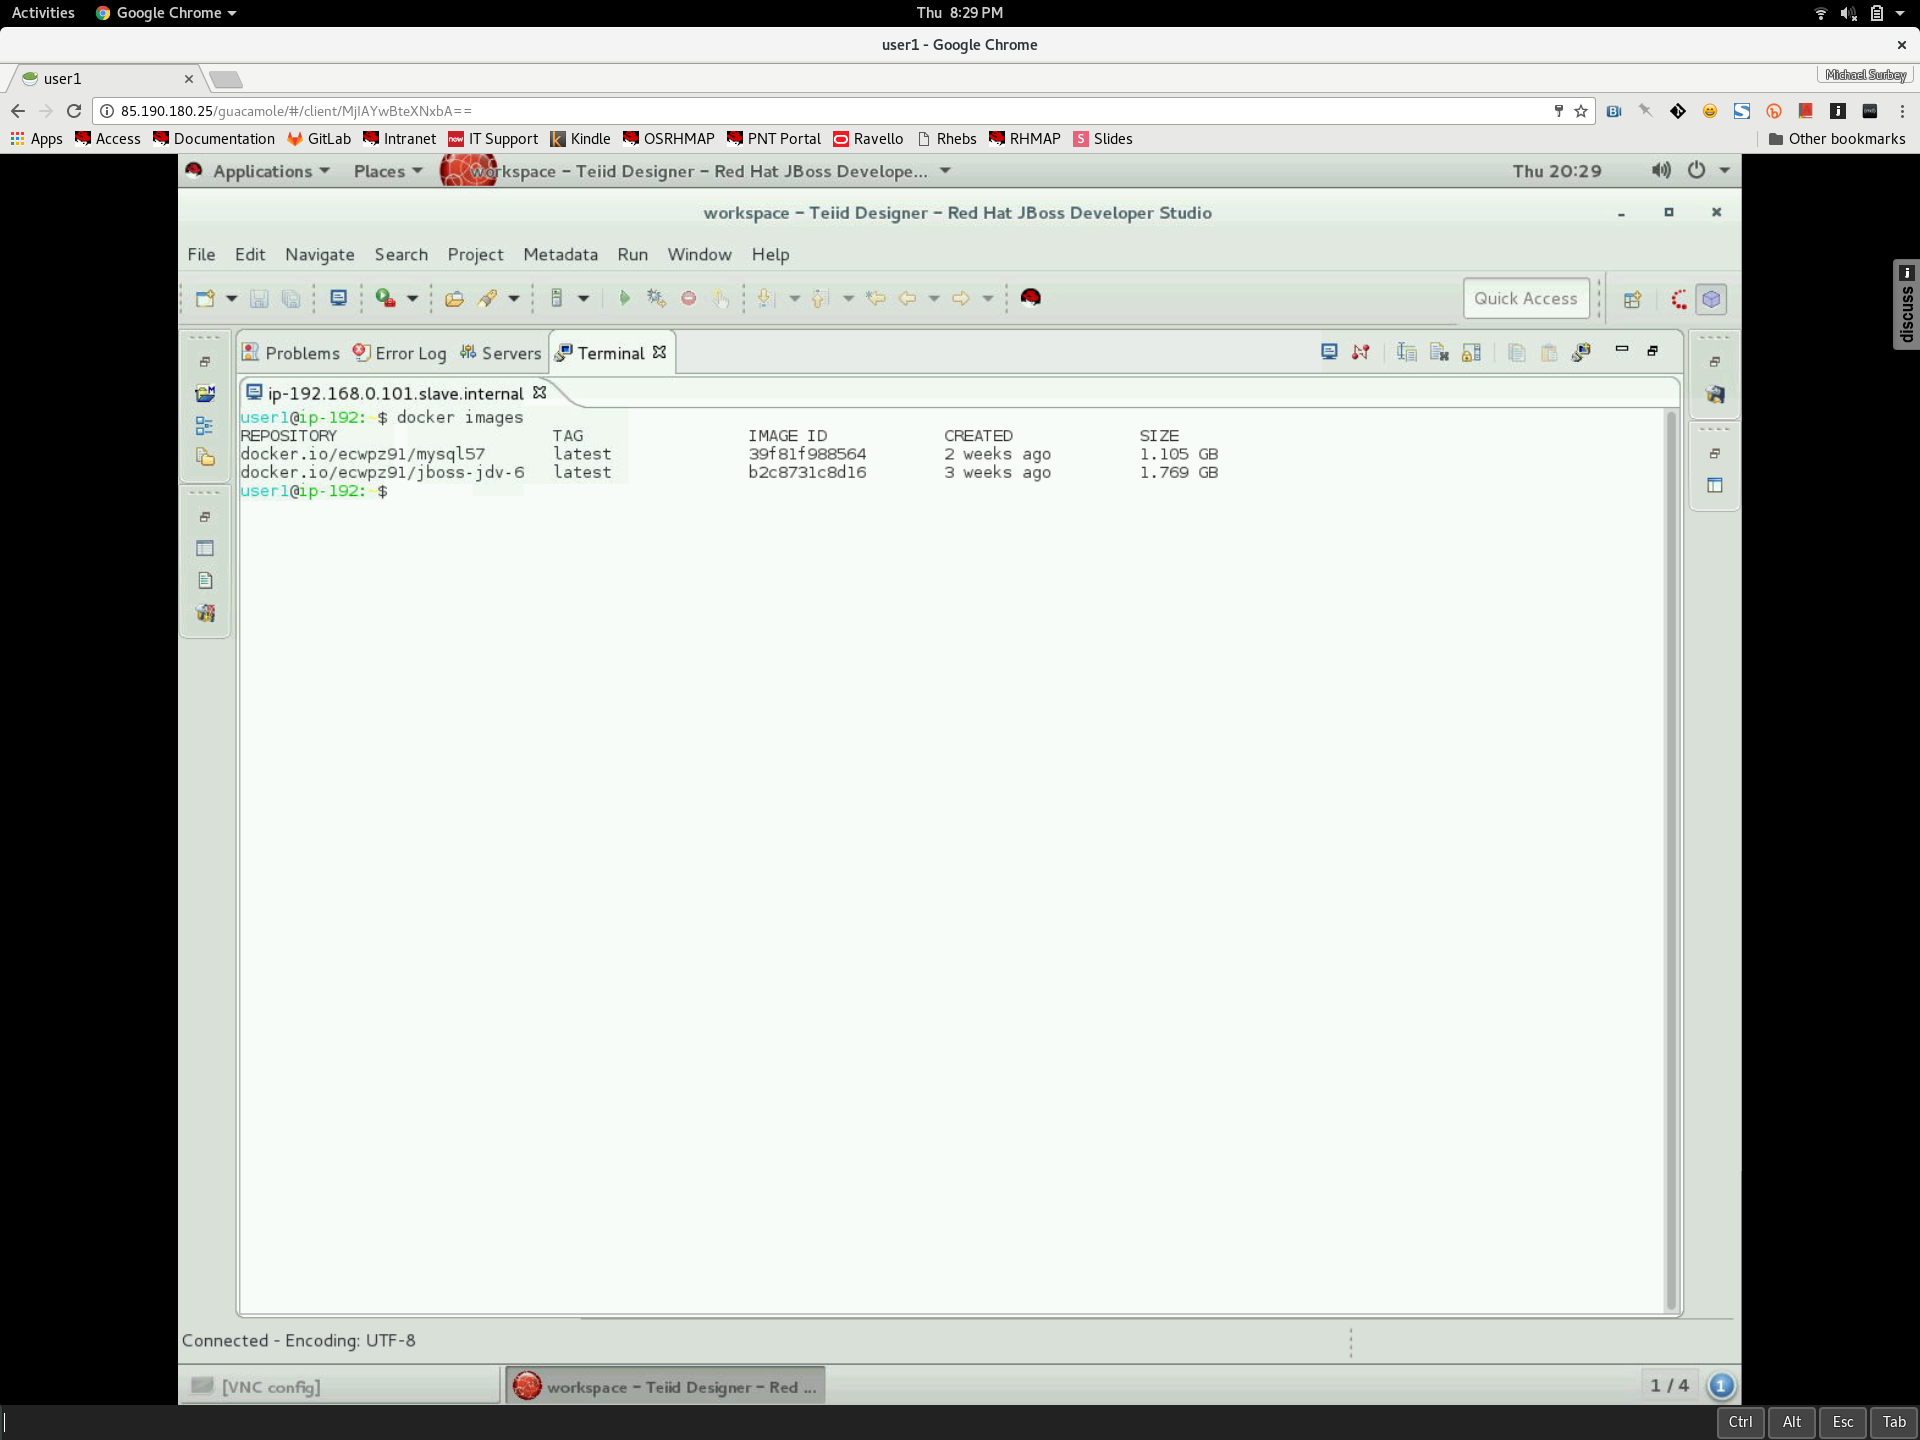 Activities Google Chrome Thu 8:29 PM
user1 - Google Chrome
user1 Michael Surbey
85.190.180.25/guacamole/#/client/MjIAYwBteXNxbA==
Apps Access Documentation GitLab Intranet IT Support Kindle OSRHMAP PNT Portal Ravello Rhebs RHMAP Slides Other bookmarks
Applications Places workspace – Teiid Designer – Red Hat JBoss Develope... Thu 20:29
workspace – Teiid Designer – Red Hat JBoss Developer Studio
File Edit Navigate Search Project Metadata Run Window Help
Quick Access
discuss
Problems Error Log Servers Terminal
ip-192.168.0.101.slave.internal
user1@ip-192:~$ docker images
REPOSITORY TAG IMAGE ID CREATED SIZE
docker.io/ecwpz91/mysql57 latest 39f81f988564 2 weeks ago 1.105 GB
docker.io/ecwpz91/jboss-jdv-6 latest b2c8731c8d16 3 weeks ago 1.769 GB
user1@ip-192:~$
Connected - Encoding: UTF-8
[VNC config] workspace – Teiid Designer – Red ... 1 / 4 1
Ctrl Alt Esc Tab